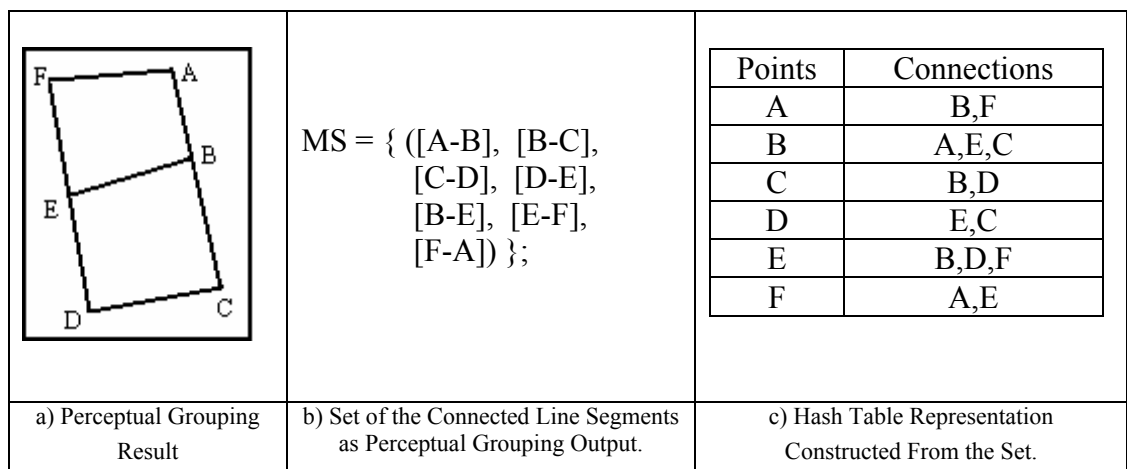 F
A
B
E
D
C
MS = { ([A-B], [B-C],
[C-D], [D-E],
[B-E], [E-F],
[F-A]) };
Points Connections
A B,F
B A,E,C
C B,D
D E,C
E B,D,F
F A,E
a) Perceptual Grouping
Result
b) Set of the Connected Line Segments
as Perceptual Grouping Output.
c) Hash Table Representation
Constructed From the Set.